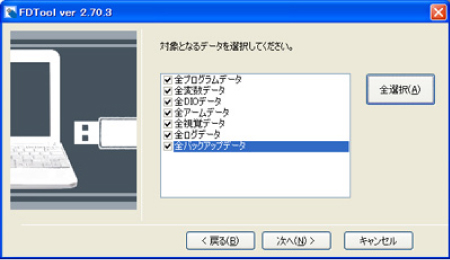 FDTool ver 2.70.3
対象となるデータを選択してください。
全プログラムデータ
全変数データ
全DIOデータ
全アームデータ
全視覚データ
全ログデータ
全バックアップデータ
全選択(A)
< 戻る(B)
次へ(N) >
キャンセル